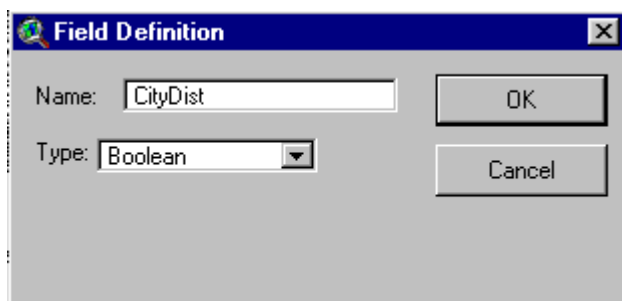 Field Definition
Name: CityDist
OK
Type: Boolean
Cancel